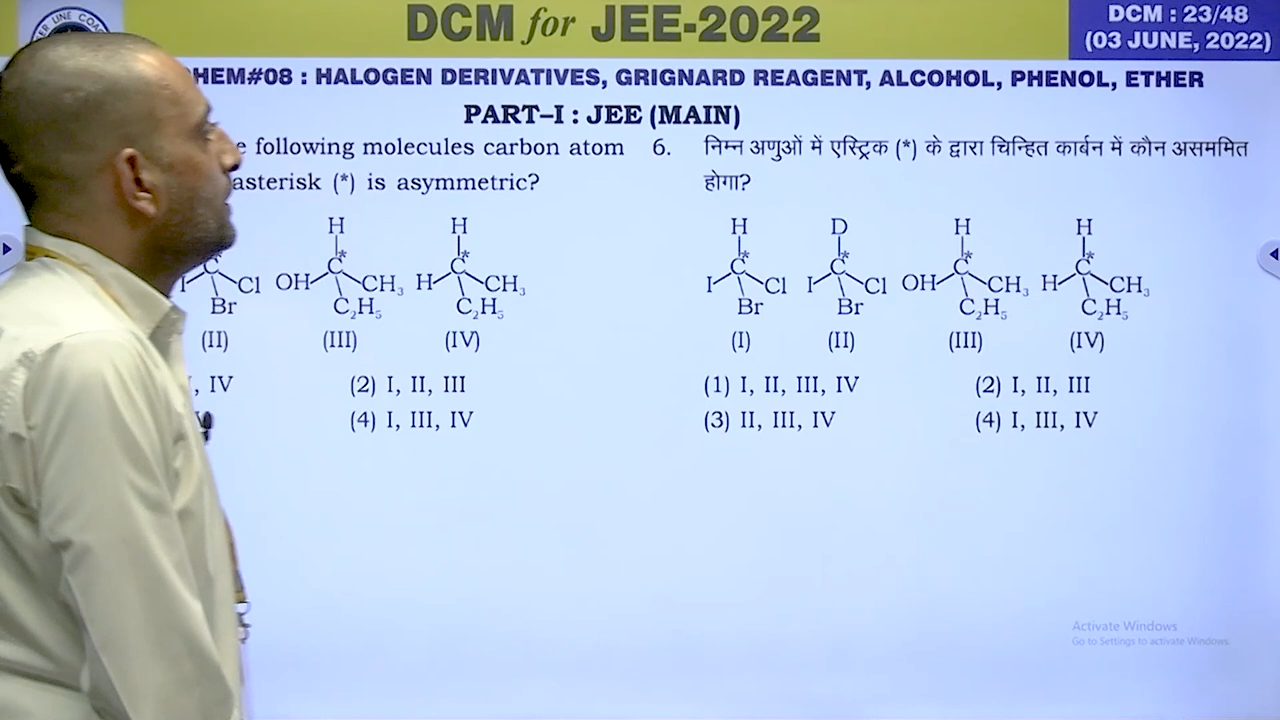 DCM for JEE-2022
DCM : 23/48
(03 JUNE, 2022)
HEM#08 : HALOGEN DERIVATIVES, GRIGNARD REAGENT, ALCOHOL, PHENOL, ETHER
PART–I : JEE (MAIN)
e following molecules carbon atom
asterisk (*) is asymmetric?
H H
C* OH C* CH₃ H C* CH₃
I Cl
Br C₂H₅ C₂H₅
(II) (III) (IV)
, IV (2) I, II, III
(4) I, III, IV
6. निम्न अणुओं में एस्ट्रिक (*) के द्वारा चिन्हित कार्बन में कौन असममित
होगा?
H D H H
I C* Cl I C* Cl OH C* CH₃ H C* CH₃
Br Br C₂H₅ C₂H₅
(I) (II) (III) (IV)
(1) I, II, III, IV (2) I, II, III
(3) II, III, IV (4) I, III, IV
Activate Windows
Go to Settings to activate Windows.